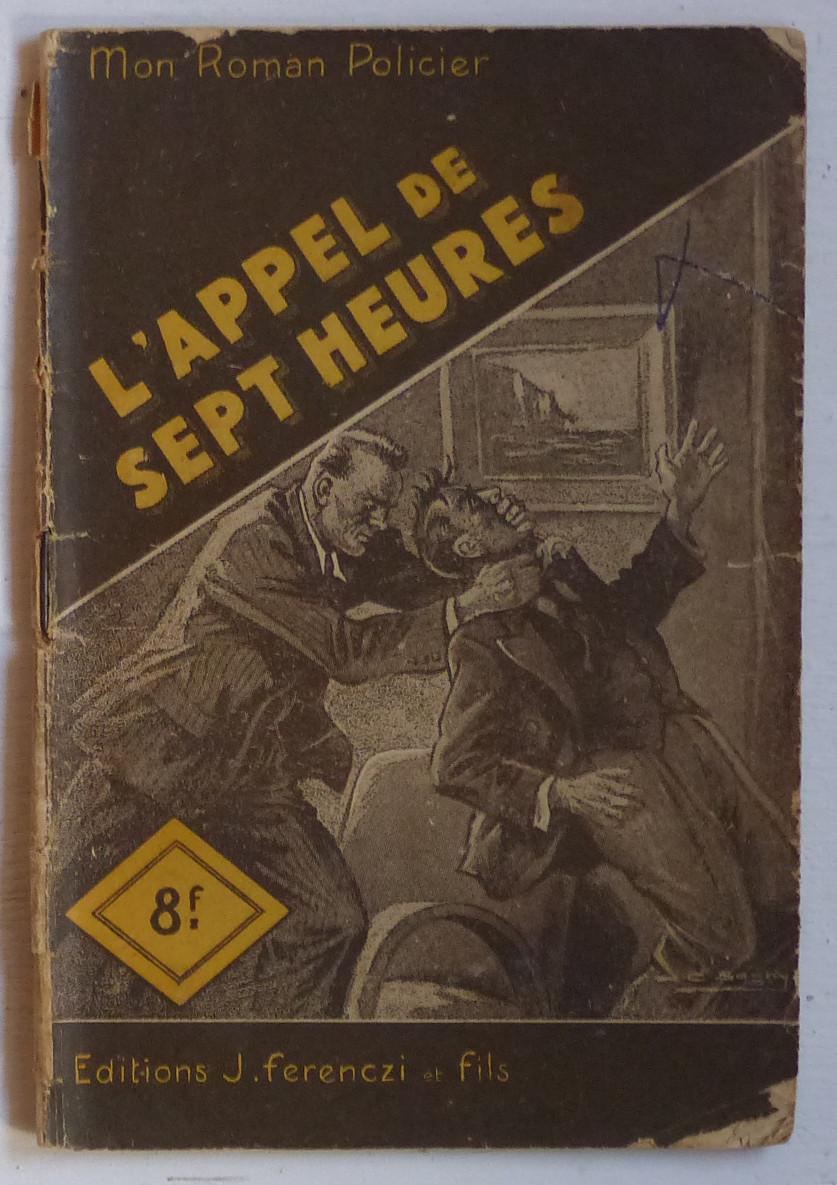 Mon Roman Policier
L'APPEL DE
SEPT HEURES
8f.
Editions J. Ferenczi et Fils